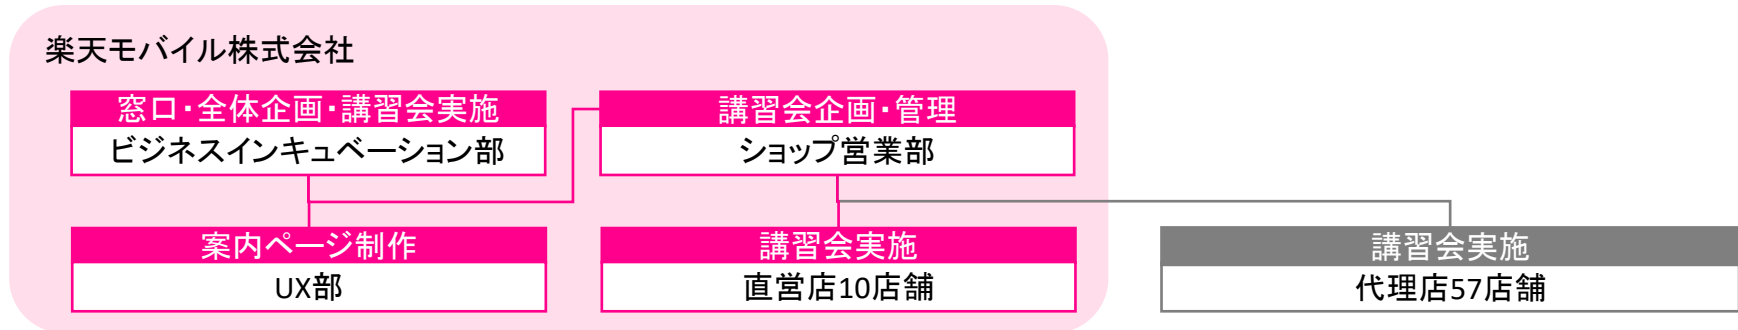 楽天モバイル株式会社
窓口・全体企画・講習会実施
ビジネスインキュベーション部
講習会企画・管理
ショップ営業部
案内ページ制作
UX部
講習会実施
直営店10店舗
講習会実施
代理店57店舗